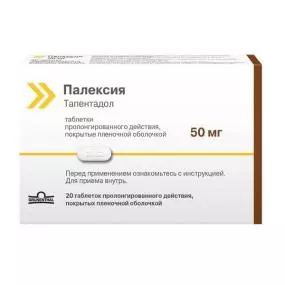 Палексия
Тапентадол
таблетки
пролонгированного действия,
покрытые пленочной оболочкой
50 мг
Перед применением ознакомьтесь с инструкцией.
Для приема внутрь.
20 таблеток пролонгированного действия,
покрытых пленочной оболочкой
GRUNENTHAL